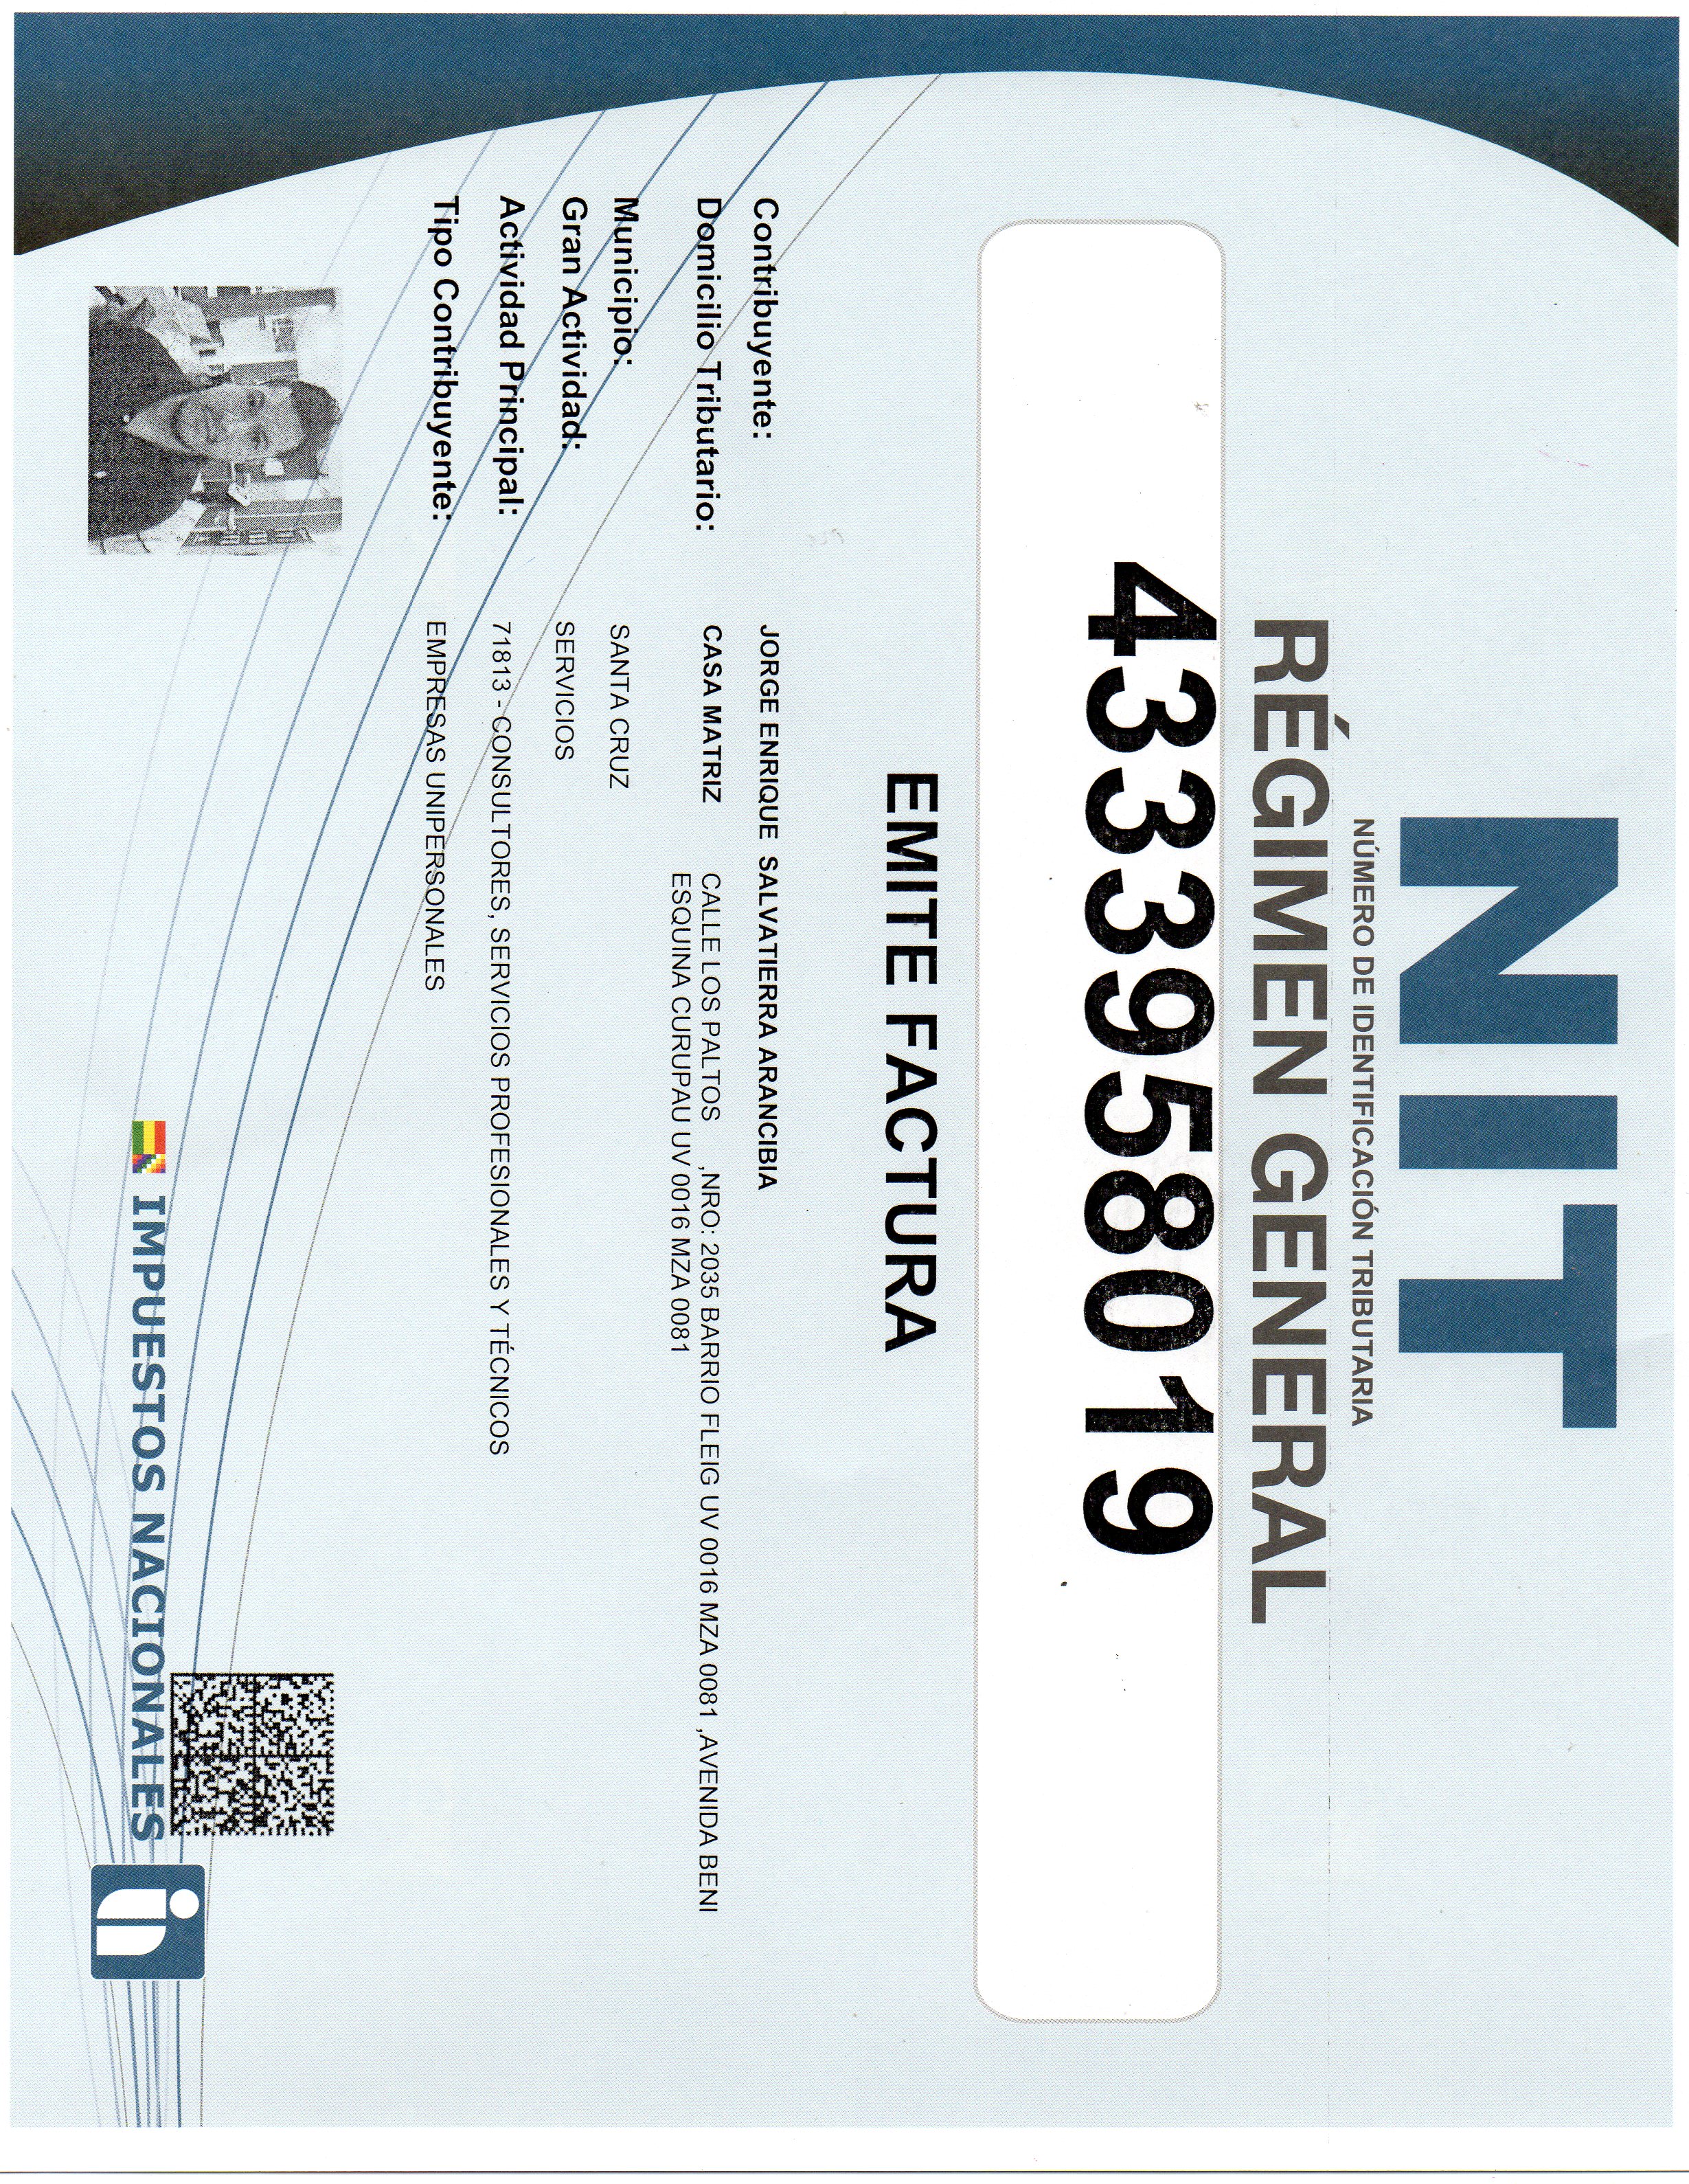 NIT
NÚMERO DE IDENTIFICACIÓN TRIBUTARIA
RÉGIMEN GENERAL
4333958019
EMITE FACTURA
Contribuyente: JORGE ENRIQUE SALVATIERRA ARANCIBIA
Domicilio Tributario: CASA MATRIZ CALLE LOS PALTOS ,NRO: 2035 BARRIO FLEIG UV 0016 MZA 0081 ,AVENIDA BENI
ESQUINA CURUPAU UV 0016 MZA 0081
Municipio: SANTA CRUZ
Gran Actividad: SERVICIOS
Actividad Principal: 71813 - CONSULTORES, SERVICIOS PROFESIONALES Y TÉCNICOS
Tipo Contribuyente: EMPRESAS UNIPERSONALES
IMPUESTOS NACIONALES